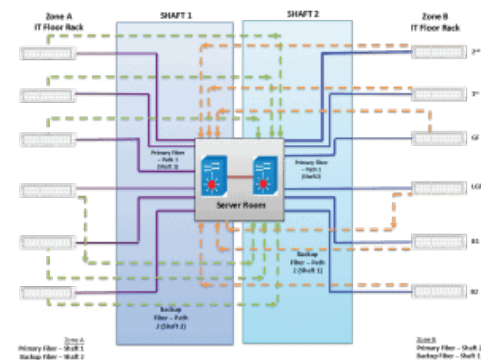 Zone A
IT Floor Rack
SHAFT 1
SHAFT 2
Zone B
IT Floor Rack
2ⁿᵈ
1ˢᵗ
GF
LGF
B1
B2
Primary Fiber
– Path 1
(Shaft 1)
Primary Fiber
– Path 1
(Shaft2)
Server Room
Backup
Fiber – Path
2 (Shaft 2)
Backup
Fiber – Path
2 (Shaft 1)
Zone A
Primary Fiber – Shaft 1
Backup Fiber – Shaft 2
Zone B
Primary Fiber – Shaft 2
Backup Fiber – Shaft 1